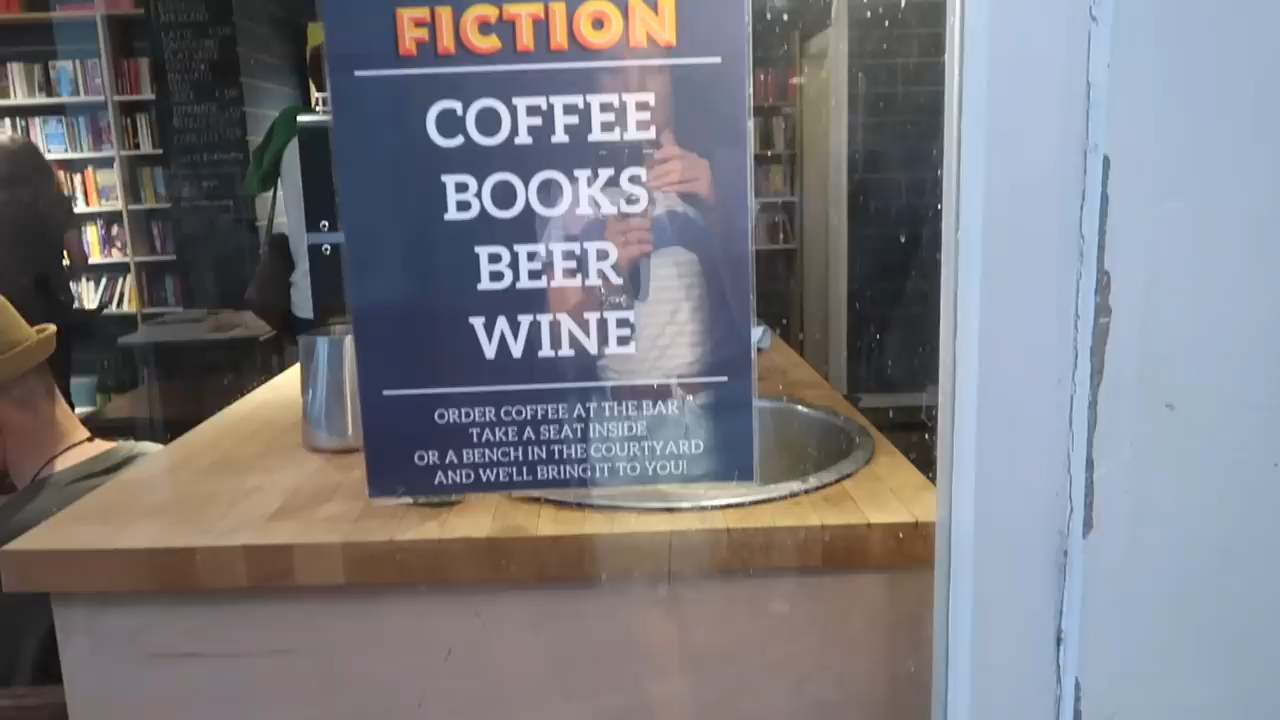 FICTION
COFFEE
BOOKS
BEER
WINE
ORDER COFFEE AT THE BAR
TAKE A SEAT INSIDE
OR A BENCH IN THE COURTYARD
AND WE'LL BRING IT TO YOU!
LATTE